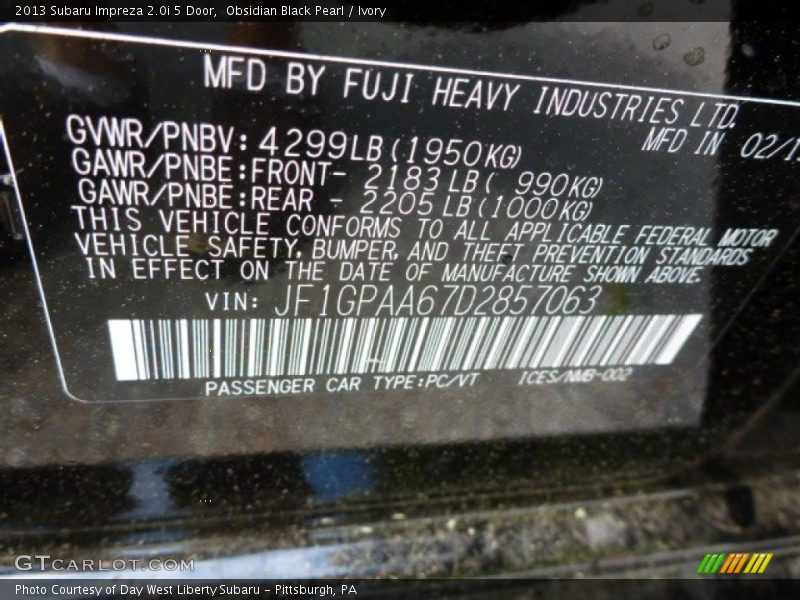 2013 Subaru Impreza 2.0i 5 Door,  Obsidian Black Pearl / Ivory
MFD BY FUJI HEAVY INDUSTRIES LTD.
MFD IN 02/1
GVWR/PNBV: 4299LB(1950KG)
GAWR/PNBE:FRONT- 2183LB( 990KG)
GAWR/PNBE:REAR - 2205LB(1000KG)
THIS VEHICLE CONFORMS TO ALL APPLICABLE FEDERAL MOTOR
VEHICLE SAFETY, BUMPER, AND THEFT PREVENTION STANDARDS
IN EFFECT ON THE DATE OF MANUFACTURE SHOWN ABOVE.
VIN: JF1GPAA67D2857063
PASSENGER CAR TYPE:PC/VT ICES/NMB-002
GTCARLOT.COM
Photo Courtesy of Day West Liberty Subaru - Pittsburgh, PA